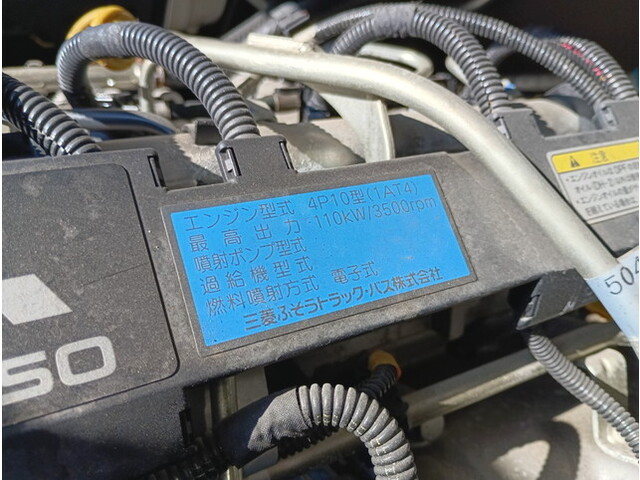 エンジン型式 4P10型(1AT4)
最高出力 110kW/3500rpm
噴射ポンプ型式
過給機型式
燃料噴射方式 電子式
三菱ふそうトラック・バス株式会社
SO
注意
504